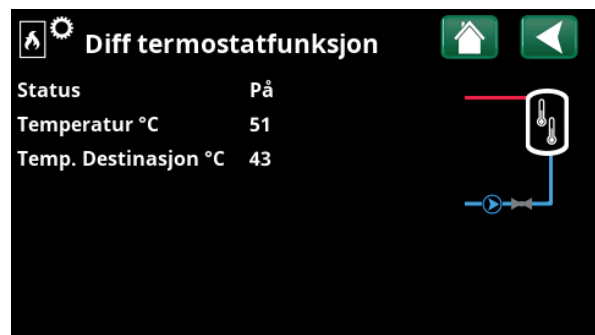 Diff termostatfunksjon
Status På
Temperatur °C 51
Temp. Destinasjon °C 43